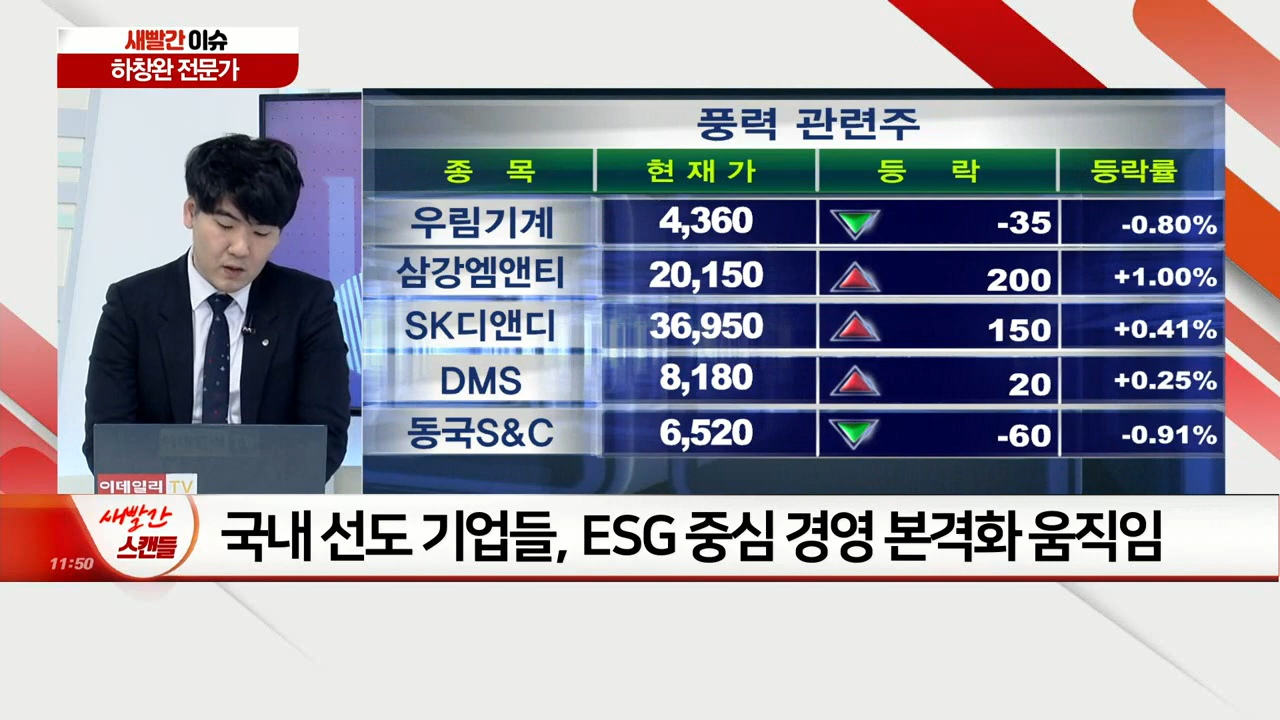 새빨간 이슈
하창완 전문가
풍력 관련주
종 목 현 재 가 등 락 등락률
우림기계 4,360 -35 -0.80%
삼강엠앤티 20,150 200 +1.00%
SK디앤디 36,950 150 +0.41%
DMS 8,180 20 +0.25%
동국S&C 6,520 -60 -0.91%
이데일리 TV
새빨간
스캔들
11:50
국내 선도 기업들, ESG 중심 경영 본격화 움직임